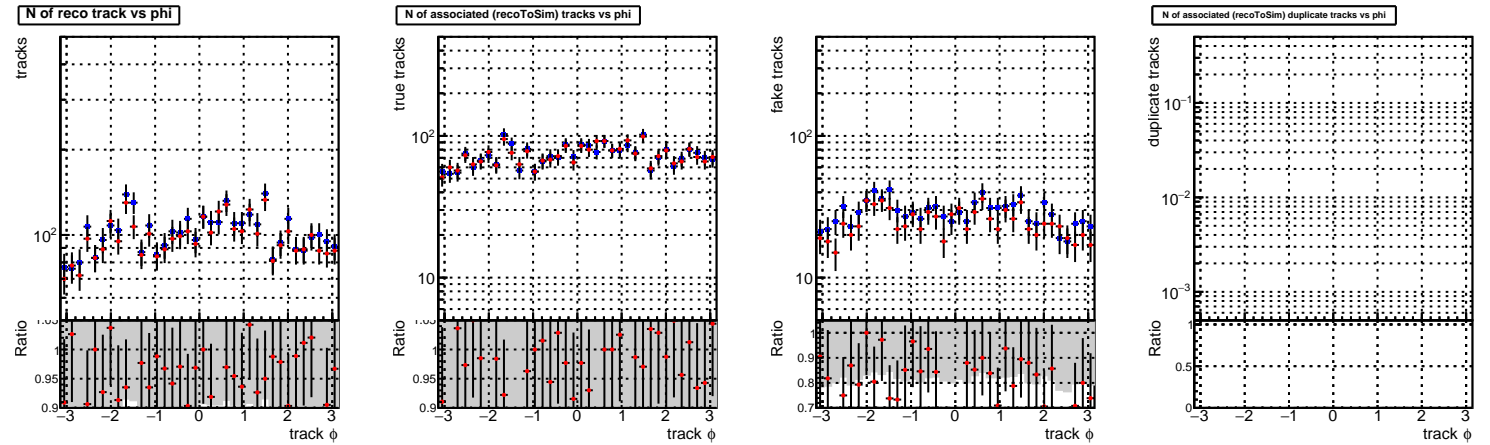 N of reco track vs phi
tracks
10²
Ratio
1.05
1
0.95
0.9
−3 −2 −1 0 1 2 3
track ϕ
N of associated (recoToSim) tracks vs phi
true tracks
10²
10
Ratio
1.05
1
0.95
0.9
−3 −2 −1 0 1 2 3
track ϕ
fake tracks
10²
10
Ratio
1
0.9
0.8
0.7
−3 −2 −1 0 1 2 3
track ϕ
N of associated (recoToSim) duplicate tracks vs phi
duplicate tracks
10⁻¹
10⁻²
10⁻³
Ratio
1
0.5
0
−3 −2 −1 0 1 2 3
track ϕ